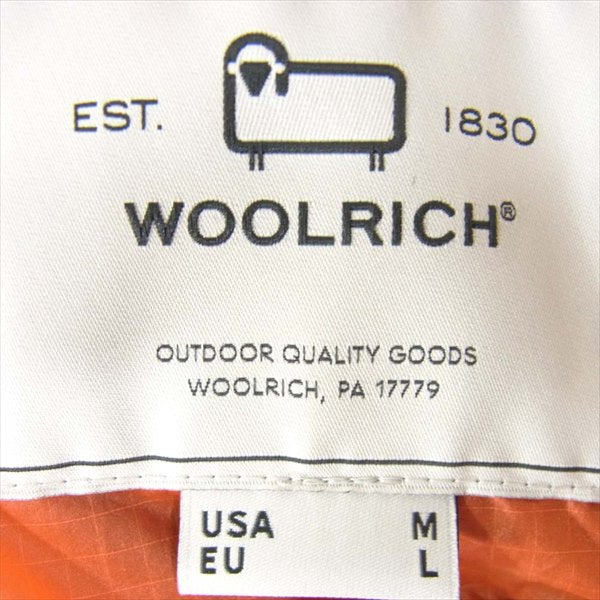 EST. 1830
WOOLRICH®
OUTDOOR QUALITY GOODS
WOOLRICH, PA 17779
USA M
EU L